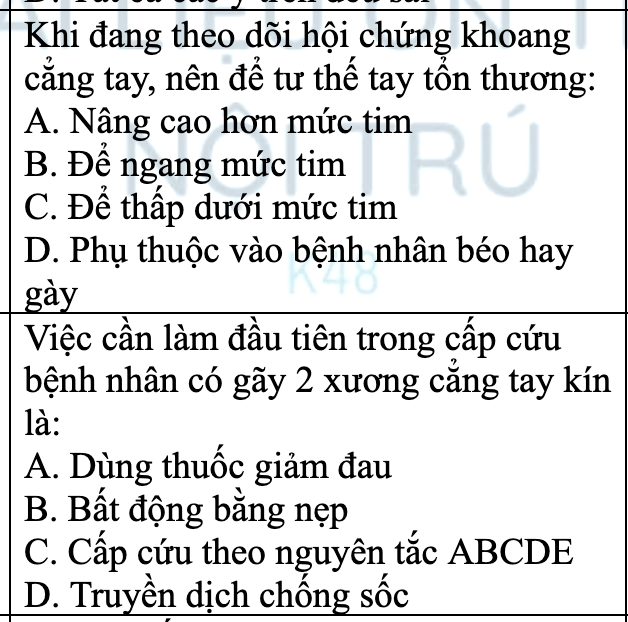 Khi đang theo dõi hội chứng khoang
cẳng tay, nên để tư thế tay tổn thương:
A. Nâng cao hơn mức tim
B. Để ngang mức tim
C. Để thấp dưới mức tim
D. Phụ thuộc vào bệnh nhân béo hay
gày
Việc cần làm đầu tiên trong cấp cứu
bệnh nhân có gãy 2 xương cẳng tay kín
là:
A. Dùng thuốc giảm đau
B. Bất động bằng nẹp
C. Cấp cứu theo nguyên tắc ABCDE
D. Truyền dịch chống sốc
NỘI TRÚ
K48